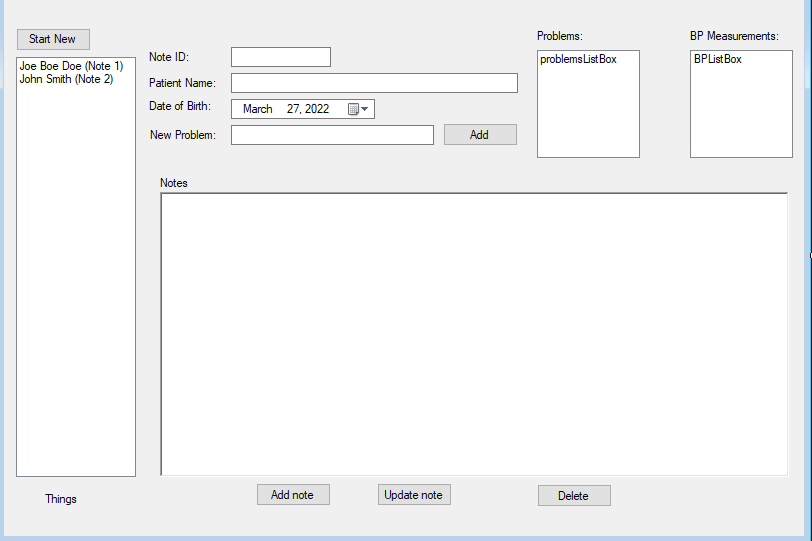 Start New
Joe Boe Doe (Note 1)
John Smith (Note 2)
Note ID:
Patient Name:
Date of Birth:
March 27, 2022
New Problem:
Add
Problems:
problemsListBox
BP Measurements:
BPListBox
Notes
Things
Add note
Update note
Delete